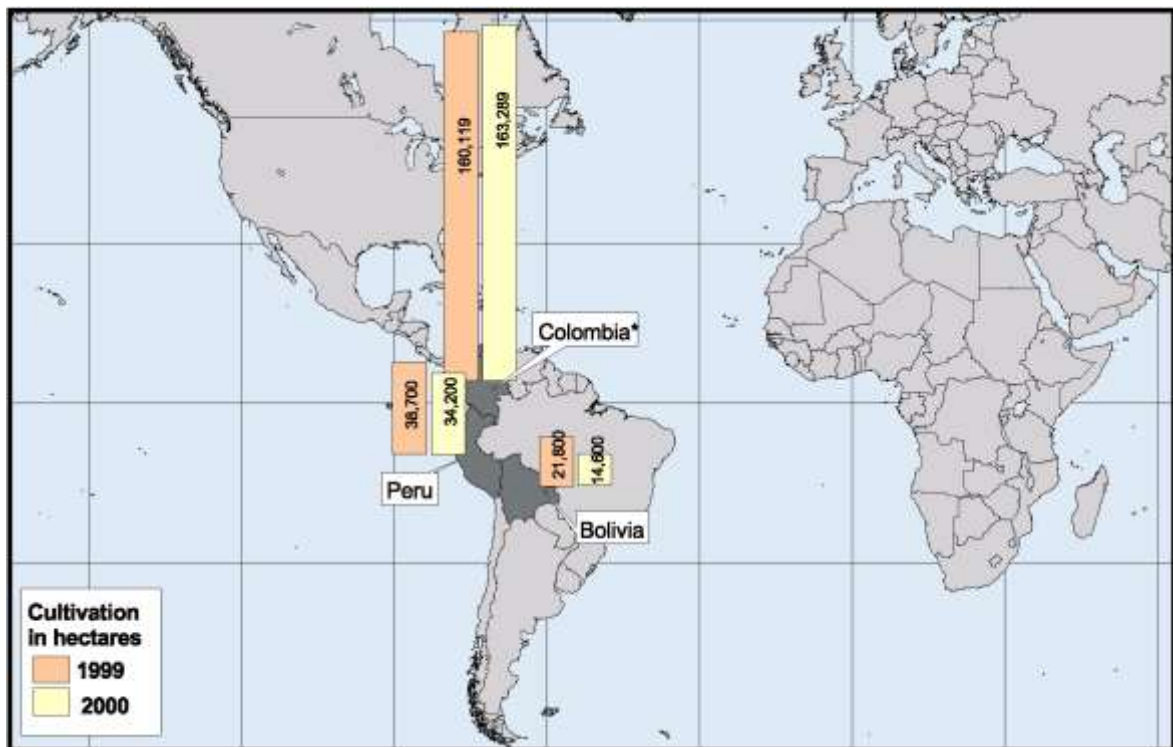 160,119
163,289
Colombia*
38,700
34,200
21,800
14,600
Peru
Bolivia
Cultivation
in hectares
1999
2000